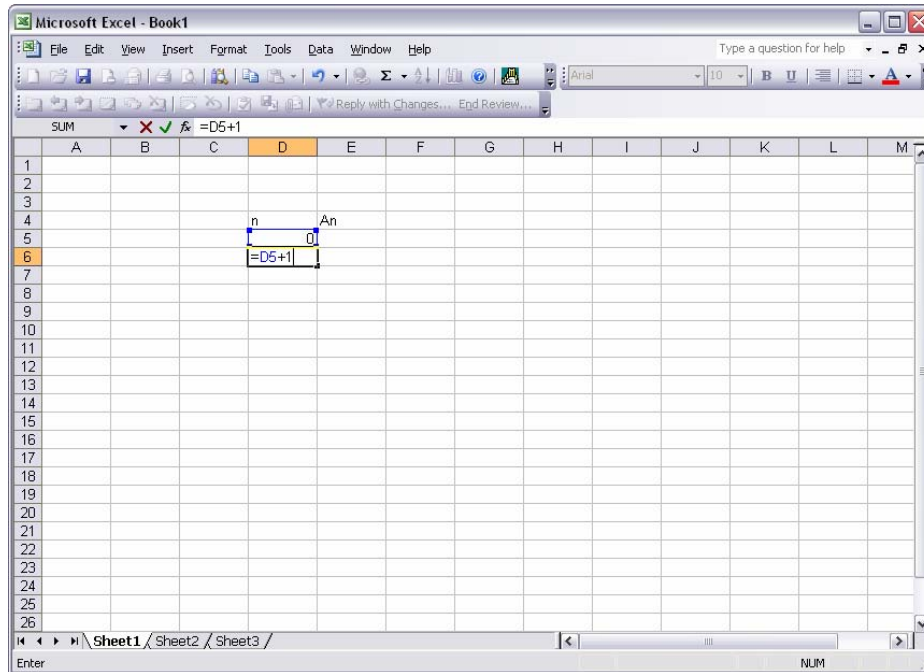 Microsoft Excel - Book1
File Edit View Insert Format Tools Data Window Help Type a question for help
Arial 10 B U A
Reply with Changes... End Review...
SUM fx =D5+1
A B C D E F G H I J K L M
1
2
3
4 n An
5 0
6 =D5+1
7
8
9
10
11
12
13
14
15
16
17
18
19
20
21
22
23
24
25
26
Sheet1 Sheet2 Sheet3
Enter NUM